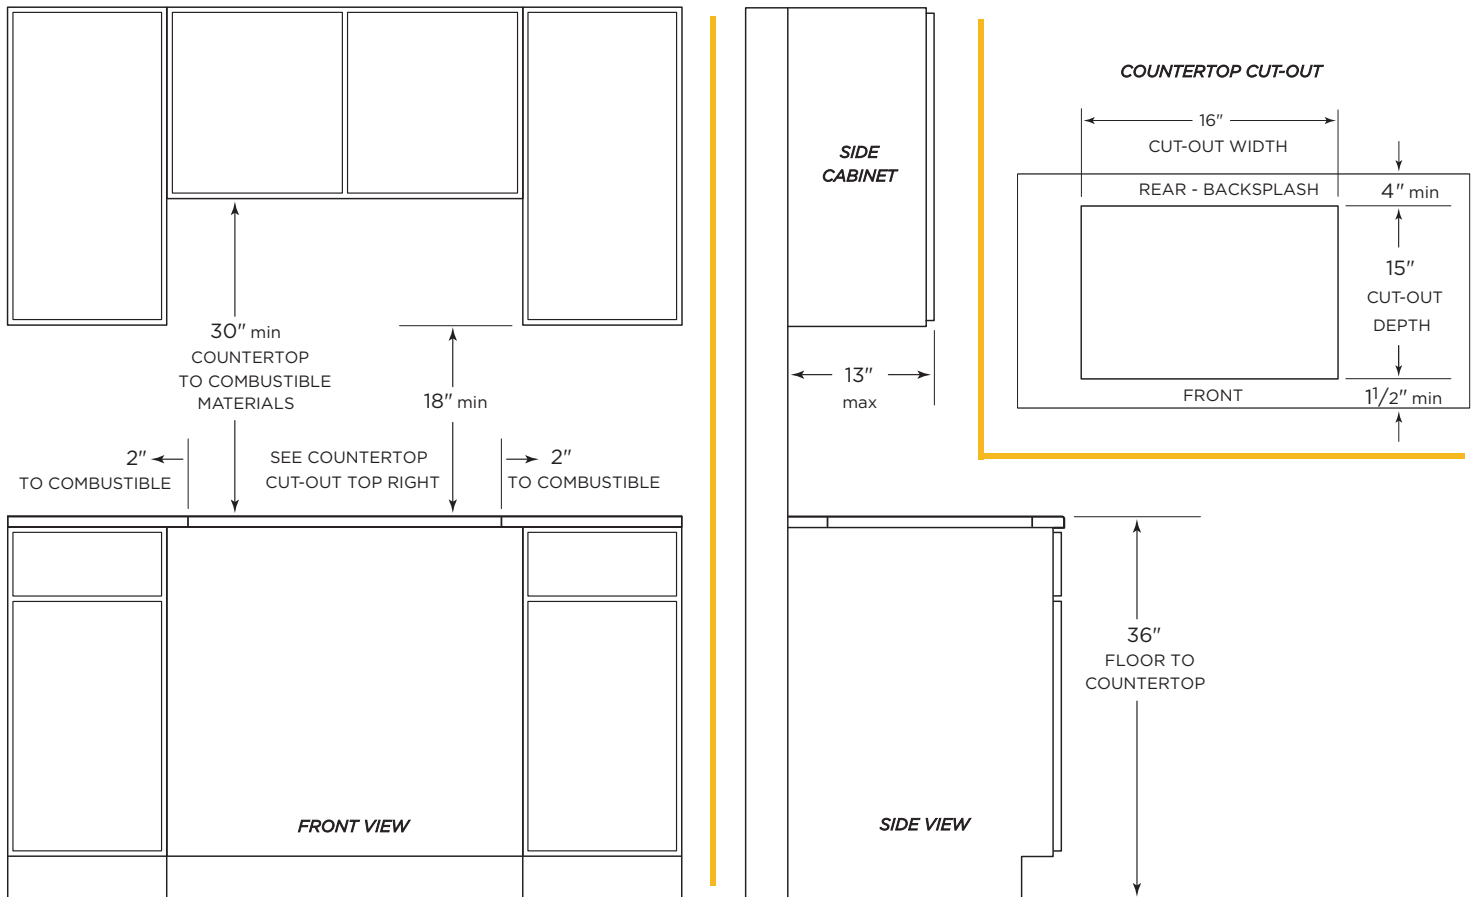 30" min
COUNTERTOP
TO COMBUSTIBLE
MATERIALS
18" min
2"
TO COMBUSTIBLE
SEE COUNTERTOP
CUT-OUT TOP RIGHT
2"
TO COMBUSTIBLE
FRONT VIEW
SIDE
CABINET
13"
max
36"
FLOOR TO
COUNTERTOP
SIDE VIEW
COUNTERTOP CUT-OUT
16"
CUT-OUT WIDTH
REAR - BACKSPLASH
4" min
15"
CUT-OUT
DEPTH
FRONT
1 1/2" min